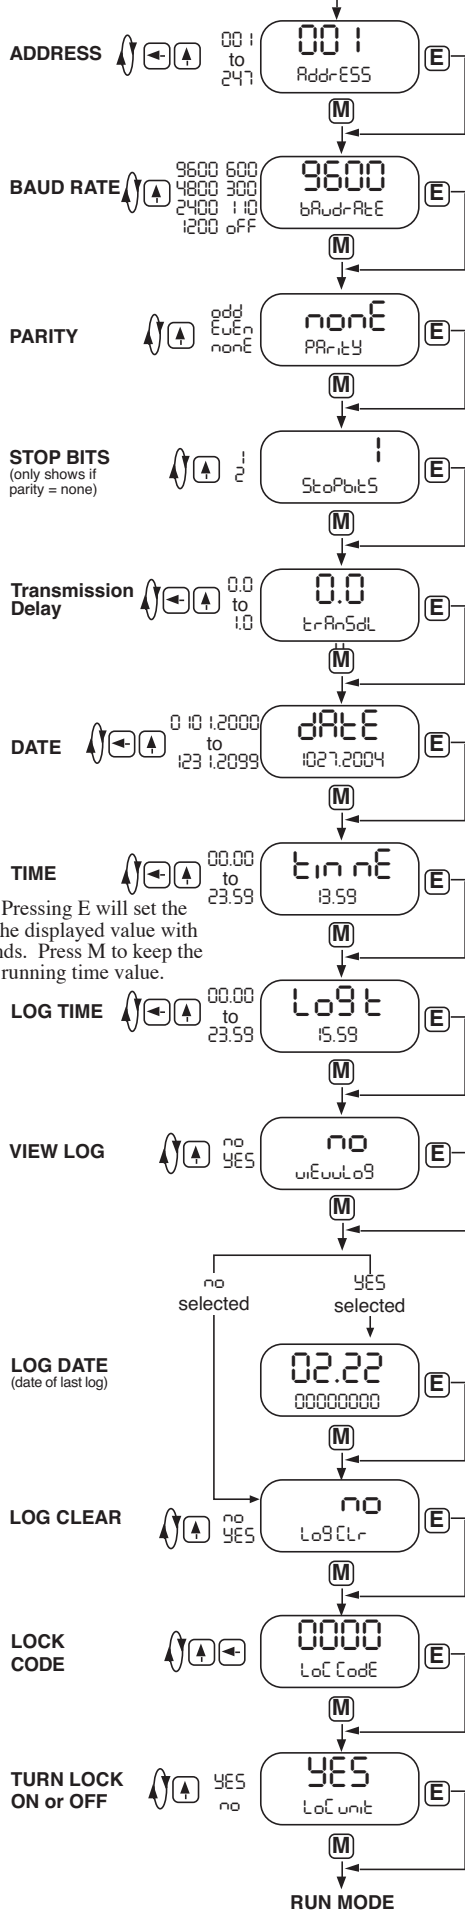 ADDRESS
001
to
247
001
AddrESS
E
M
BAUD RATE
9600 600
4800 300
2400 110
1200 oFF
9600
bAudrAtE
E
M
PARITY
odd
EvEn
nonE
nonE
PAritY
E
M
STOP BITS
(only shows if
parity = none)
1
2
1
StoPbitS
E
M
Transmission
Delay
0.0
to
1.0
0.0
trAnSdL
E
M
DATE
0101.2000
to
1231.2099
dAtE
1027.2004
E
M
TIME
00.00
to
23.59
tin nE
13.59
E
Pressing E will set the
he displayed value with
nds. Press M to keep the
running time value.
M
LOG TIME
00.00
to
23.59
Log t
15.59
E
M
VIEW LOG
no
YES
no
viEvvLog
E
M
no
selected
YES
selected
LOG DATE
(date of last log)
02.22
00000000
E
M
LOG CLEAR
no
YES
no
LogCLr
E
M
LOCK
CODE
0000
LoCCodE
E
M
TURN LOCK
ON or OFF
YES
no
YES
LoCunit
E
M
RUN MODE